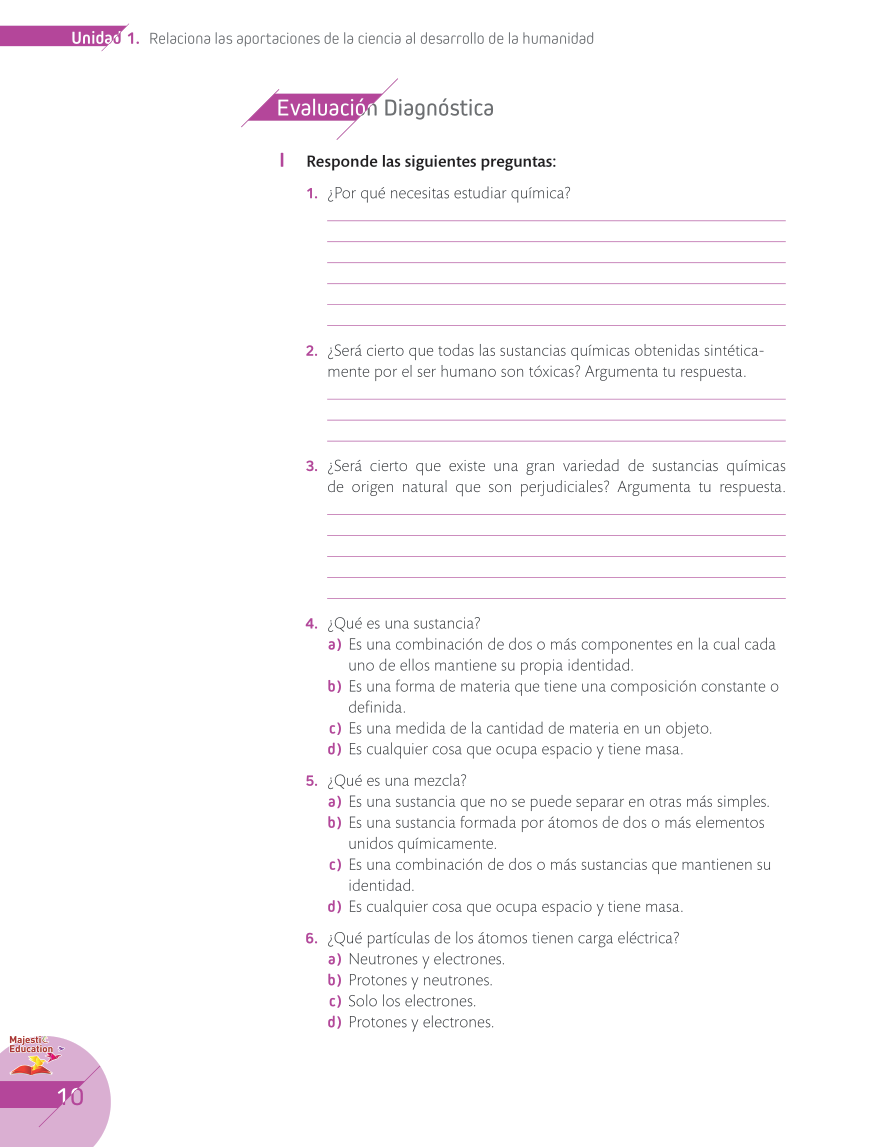 Unidad 1. Relaciona las aportaciones de la ciencia al desarrollo de la humanidad
Evaluación Diagnóstica
I Responde las siguientes preguntas:
1. ¿Por qué necesitas estudiar química?
2. ¿Será cierto que todas las sustancias químicas obtenidas sintética-
mente por el ser humano son tóxicas? Argumenta tu respuesta.
3. ¿Será cierto que existe una gran variedad de sustancias químicas
de origen natural que son perjudiciales? Argumenta tu respuesta.
4. ¿Qué es una sustancia?
a) Es una combinación de dos o más componentes en la cual cada
uno de ellos mantiene su propia identidad.
b) Es una forma de materia que tiene una composición constante o
definida.
c) Es una medida de la cantidad de materia en un objeto.
d) Es cualquier cosa que ocupa espacio y tiene masa.
5. ¿Qué es una mezcla?
a) Es una sustancia que no se puede separar en otras más simples.
b) Es una sustancia formada por átomos de dos o más elementos
unidos químicamente.
c) Es una combinación de dos o más sustancias que mantienen su
identidad.
d) Es cualquier cosa que ocupa espacio y tiene masa.
6. ¿Qué partículas de los átomos tienen carga eléctrica?
a) Neutrones y electrones.
b) Protones y neutrones.
c) Solo los electrones.
d) Protones y electrones.
Majestic
Education
10